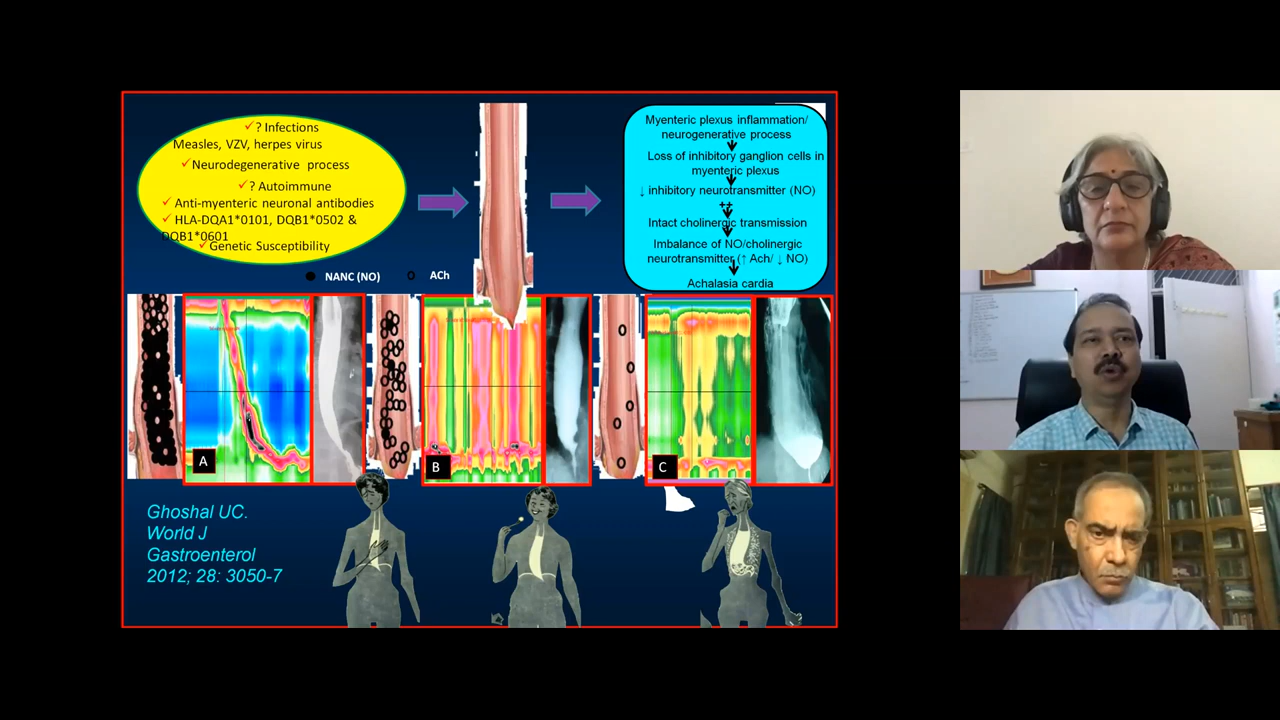 ✓? Infections
Measles, VZV, herpes virus
✓Neurodegenerative process
✓? Autoimmune
✓Anti-myenteric neuronal antibodies
✓HLA-DQA1*0101, DQB1*0502 &
DQB1*0601
✓Genetic Susceptibility
Myenteric plexus inflammation/
neurogenerative process
Loss of inhibitory ganglion cells in
myenteric plexus
↓ inhibitory neurotransmitter (NO)
Intact cholinergic transmission
Imbalance of NO/cholinergic
neurotransmitter (↑ Ach/ ↓ NO)
Achalasia cardia
NANC (NO)
ACh
A
B
C
Ghoshal UC.
World J
Gastroenterol
2012; 28: 3050-7